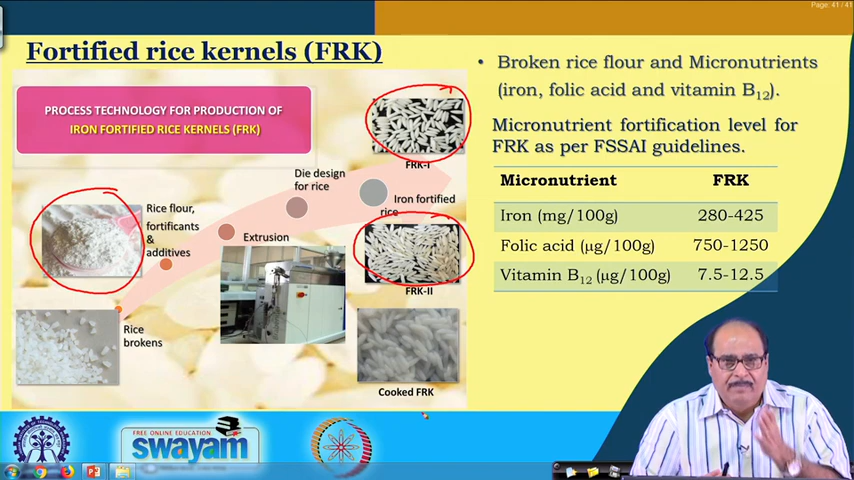 Page: 41 / 41
Fortified rice kernels (FRK)
PROCESS TECHNOLOGY FOR PRODUCTION OF
IRON FORTIFIED RICE KERNELS (FRK)
FRK-I
Die design
for rice
Iron fortified
rice
Rice flour,
fortificants
&
additives
Extrusion
FRK-II
Rice
brokens
Cooked FRK
• Broken rice flour and Micronutrients
(iron, folic acid and vitamin B12).
Micronutrient fortification level for
FRK as per FSSAI guidelines.
Micronutrient FRK
Iron (mg/100g) 280-425
Folic acid (µg/100g) 750-1250
Vitamin B12 (µg/100g) 7.5-12.5
FREE ONLINE EDUCATION
swayam